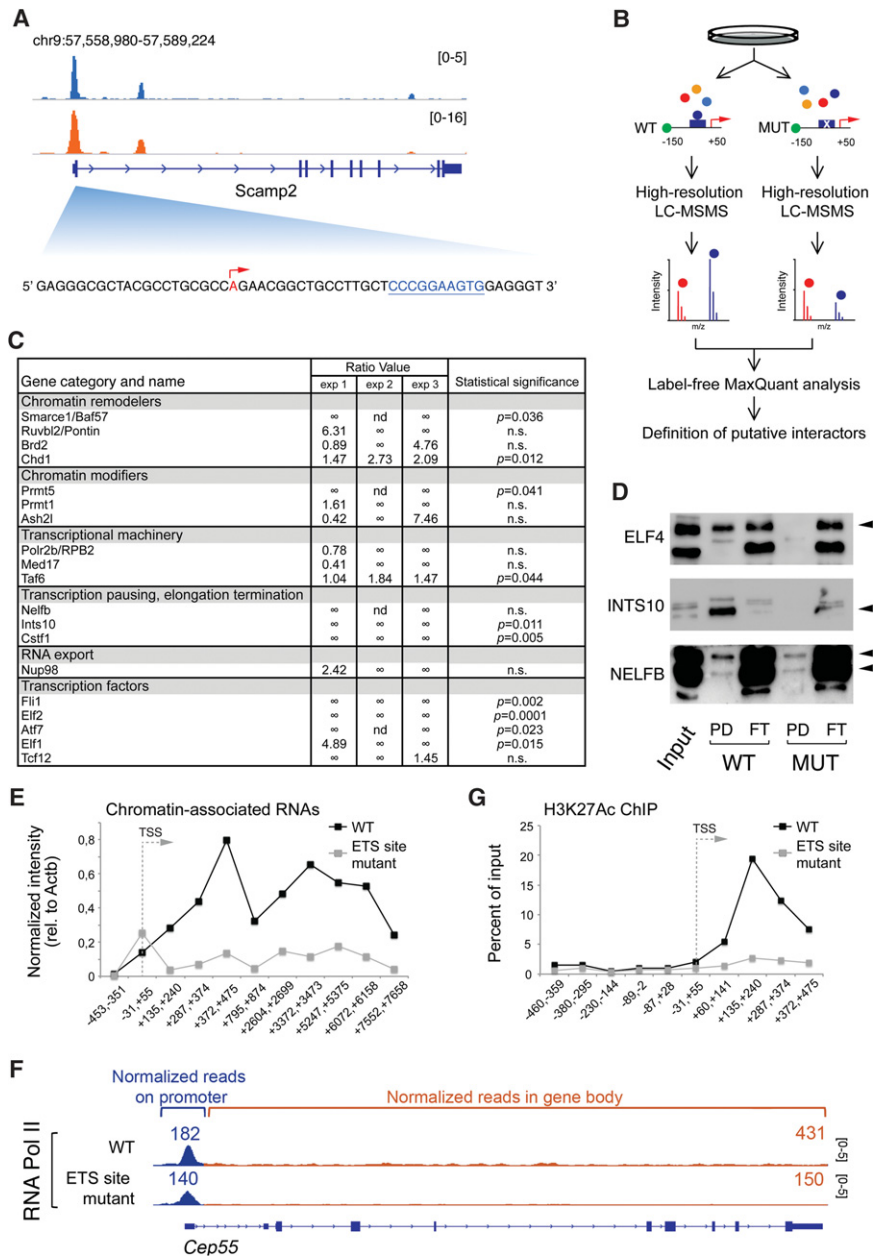 A
chr9:57,558,980-57,589,224
[0-5]
[0-16]
Scamp2
5' GAGGGCGCTACGCCTGCGCCAGAACGGCTGCCTTGCTCCCGGAAGTGGAGGGT 3'
B
WT
-150
+50
MUT
X
-150
+50
High-resolution
LC-MSMS
High-resolution
LC-MSMS
Intensity
m/z
Intensity
m/z
Label-free MaxQuant analysis
Definition of putative interactors
C
Gene category and name Ratio Value Statistical significance
exp 1 exp 2 exp 3
Chromatin remodelers
Smarce1/Baf57 ∞ nd ∞ p=0.036
Ruvbl2/Pontin 6.31 ∞ ∞ n.s.
Brd2 0.89 ∞ 4.76 n.s.
Chd1 1.47 2.73 2.09 p=0.012
Chromatin modifiers
Prmt5 ∞ nd ∞ p=0.041
Prmt1 1.61 ∞ ∞ n.s.
Ash2l 0.42 ∞ 7.46 n.s.
Transcriptional machinery
Polr2b/RPB2 0.78 ∞ ∞ n.s.
Med17 0.41 ∞ ∞ n.s.
Taf6 1.04 1.84 1.47 p=0.044
Transcription pausing, elongation termination
Nelfb ∞ nd ∞ n.s.
Ints10 ∞ ∞ ∞ p=0.011
Cstf1 ∞ ∞ ∞ p=0.005
RNA export
Nup98 2.42 ∞ ∞ n.s.
Transcription factors
Fli1 ∞ ∞ ∞ p=0.002
Elf2 ∞ ∞ ∞ p=0.0001
Atf7 ∞ nd ∞ p=0.023
Elf1 4.89 ∞ ∞ p=0.015
Tcf12 ∞ ∞ 1.45 n.s.
D
ELF4
INTS10
NELFB
Input
PD FT PD FT
WT MUT
E
Chromatin-associated RNAs
TSS
WT
ETS site
mutant
Normalized intensity
(rel. to Actb)
0,8
0,6
0,4
0,2
0
-453,-351
-31,+55
+135,+240
+287,+374
+372,+475
+795,+874
+2604,+2699
+3372,+3473
+5247,+5375
+6072,+6158
+7552,+7658
G
H3K27Ac ChIP
TSS
WT
ETS site
mutant
Percent of input
25
20
15
10
5
0
-460,-359
-380,-295
-230,-144
-89,-2
-87,+28
-31,+55
+60,+141
+135,+240
+287,+374
+372,+475
F
Normalized reads
on promoter
Normalized reads in gene body
RNA Pol II
WT
182
431
[0-5]
ETS site
mutant
140
150
[0-5]
Cep55